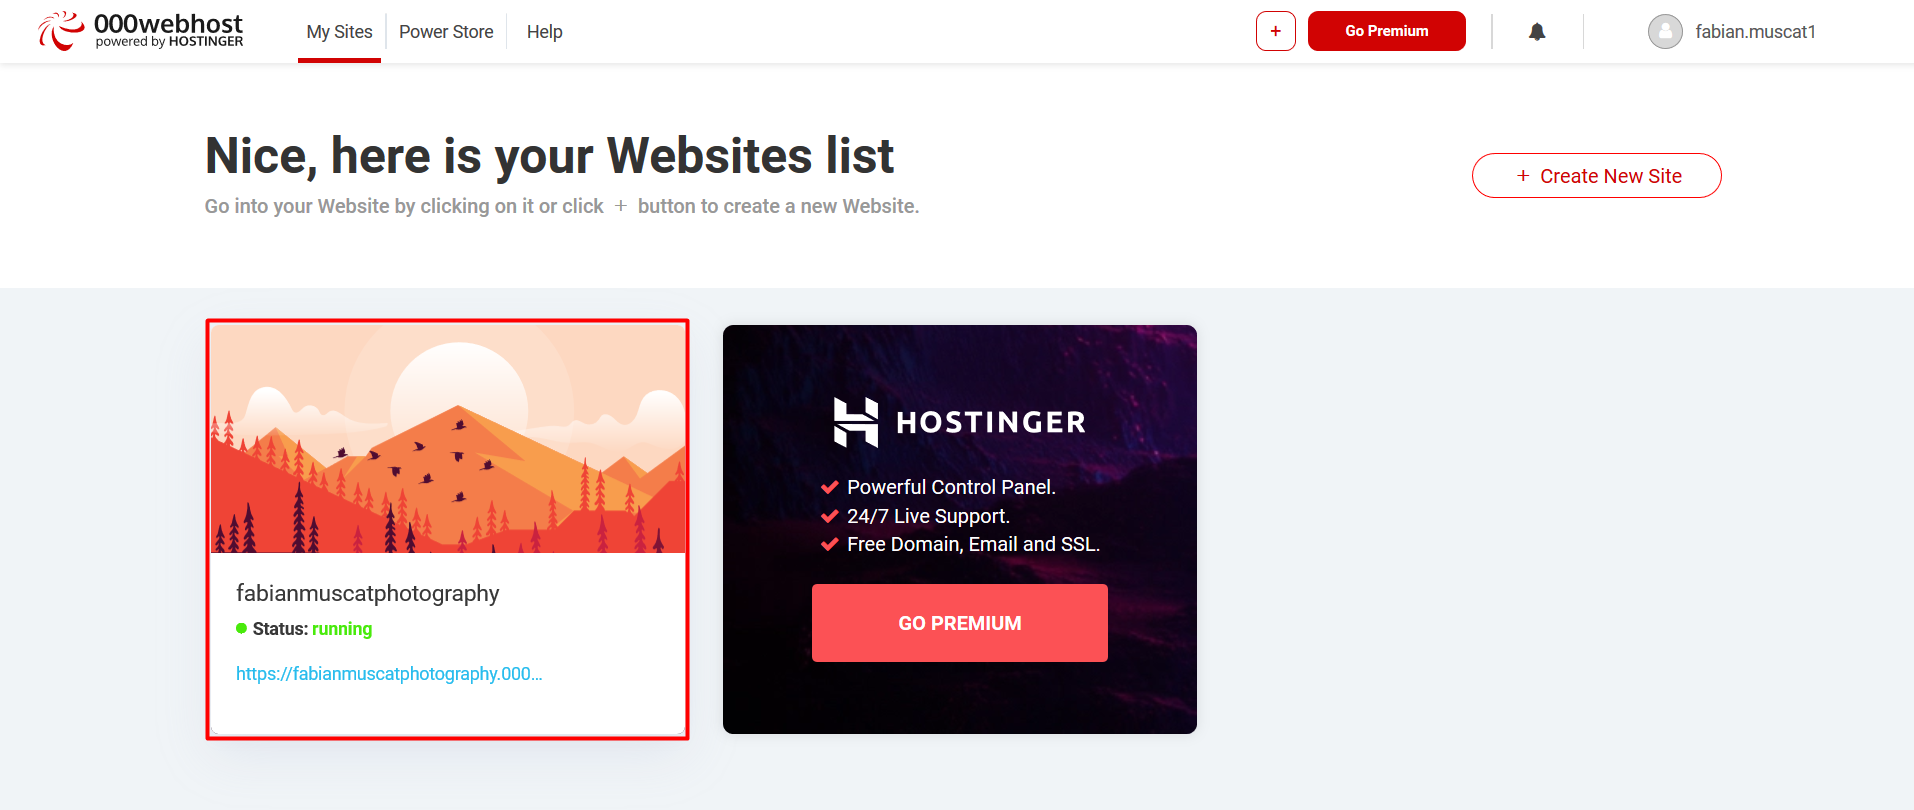 000webhost
powered by HOSTINGER
My Sites
Power Store
Help
+
Go Premium
fabian.muscat1
Nice, here is your Websites list
Go into your Website by clicking on it or click + button to create a new Website.
+ Create New Site
fabianmuscatphotography
Status: running
https://fabianmuscatphotography.000...
HOSTINGER
Powerful Control Panel.
24/7 Live Support.
Free Domain, Email and SSL.
GO PREMIUM